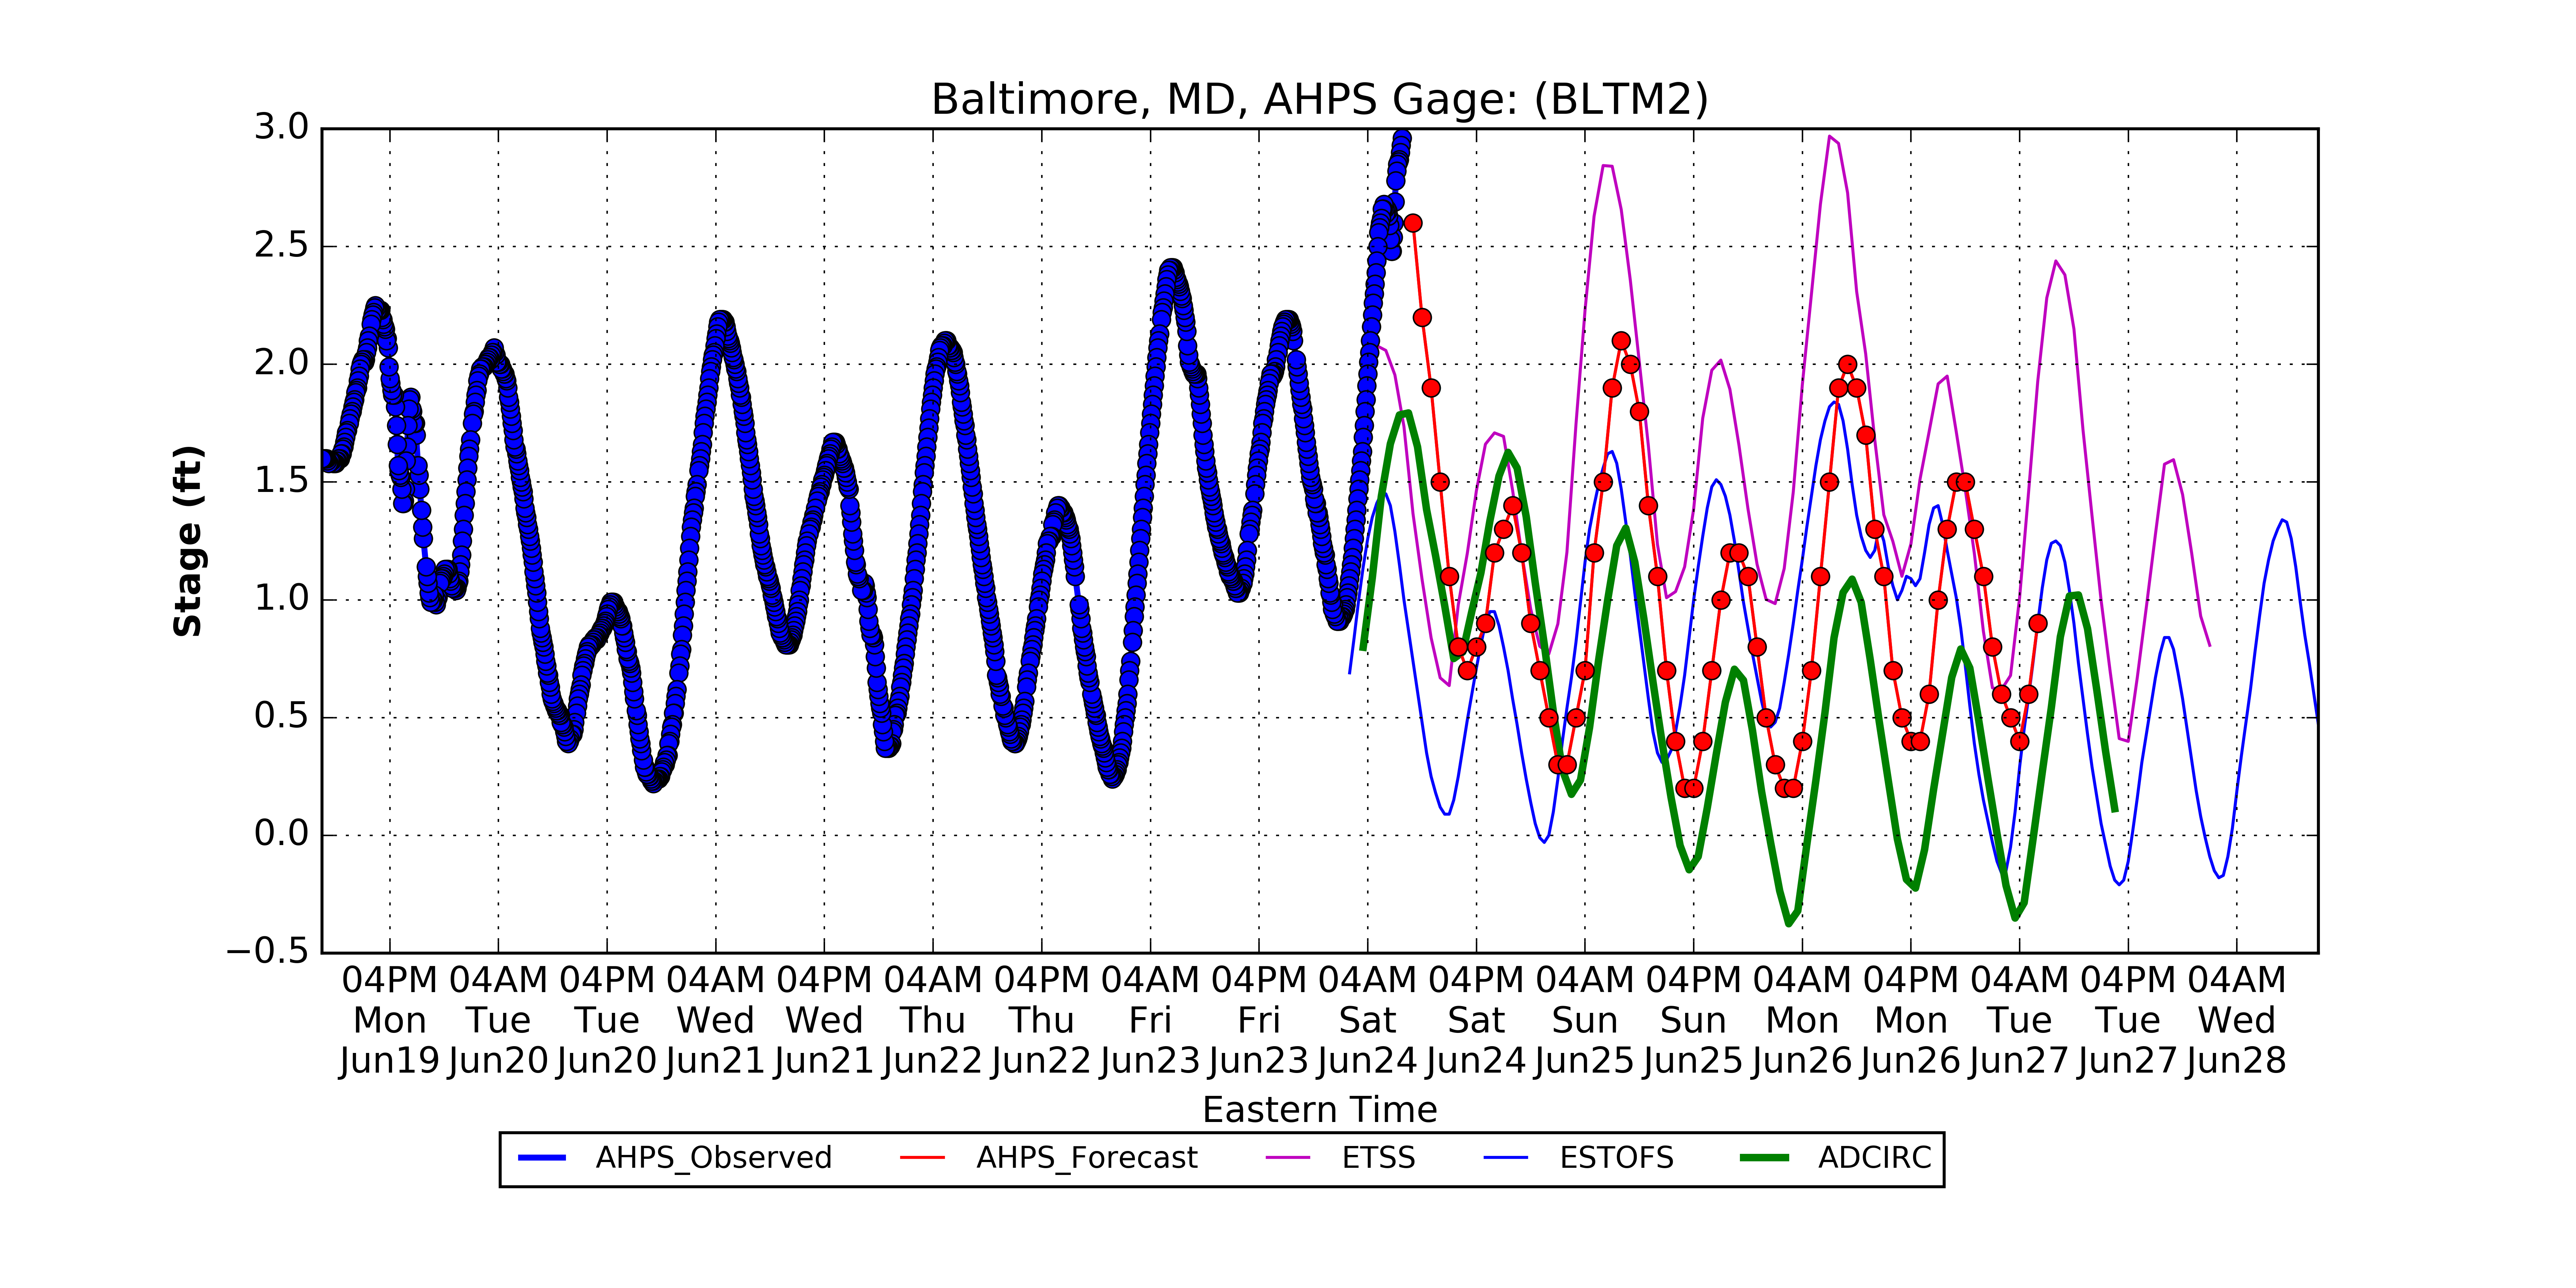 Baltimore, MD, AHPS Gage: (BLTM2)
Stage (ft)
3.0
2.5
2.0
1.5
1.0
0.5
0.0
−0.5
04PM 04AM 04PM 04AM 04PM 04AM 04PM 04AM 04PM 04AM 04PM 04AM 04PM 04AM 04PM 04AM 04PM 04AM
Mon Tue Tue Wed Wed Thu Thu Fri Fri Sat Sat Sun Sun Mon Mon Tue Tue Wed
Jun19 Jun20 Jun20 Jun21 Jun21 Jun22 Jun22 Jun23 Jun23 Jun24 Jun24 Jun25 Jun25 Jun26 Jun26 Jun27 Jun27 Jun28
Eastern Time
AHPS_Observed AHPS_Forecast ETSS ESTOFS ADCIRC